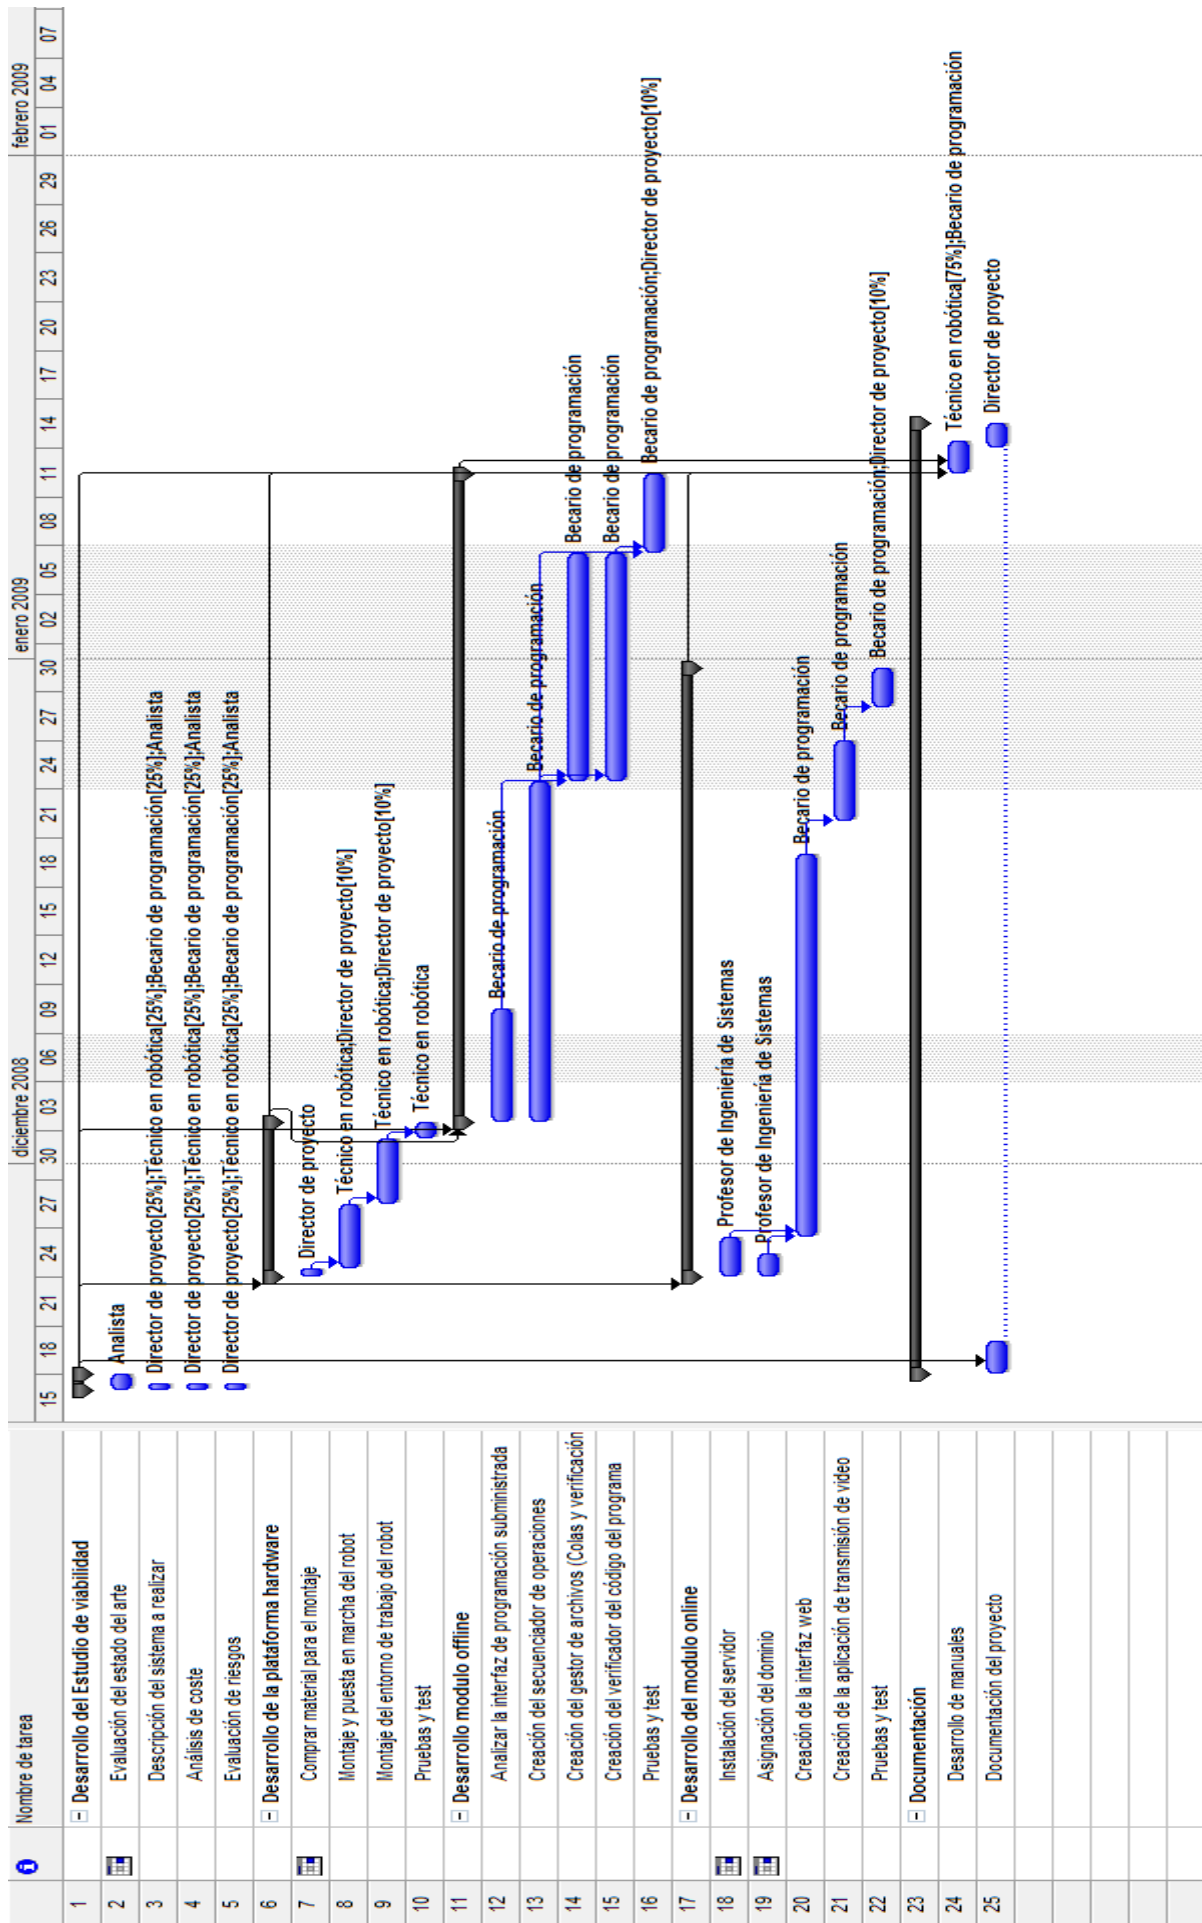 Nombre de tarea
diciembre 2008 enero 2009 febrero 2009
15 18 21 24 27 30 03 06 09 12 15 18 21 24 27 30 02 05 08 11 14 17 20 23 26 29 01 04 07
1 Desarrollo del Estudio de viabilidad
2 Evaluación del estado del arte Analista
3 Descripción del sistema a realizar Director de proyecto[25%];Técnico en robótica[25%];Becario de programación[25%];Analista
4 Análisis de coste Director de proyecto[25%];Técnico en robótica[25%];Becario de programación[25%];Analista
5 Evaluación de riesgos Director de proyecto[25%];Técnico en robótica[25%];Becario de programación[25%];Analista
6 Desarrollo de la plataforma hardware
7 Comprar material para el montaje Director de proyecto
8 Montaje y puesta en marcha del robot Técnico en robótica;Director de proyecto[10%]
9 Montaje del entorno de trabajo del robot Técnico en robótica;Director de proyecto[10%]
10 Pruebas y test Técnico en robótica
11 Desarrollo modulo offline
12 Analizar la interfaz de programación subministrada Becario de programación
13 Creación del secuenciador de operaciones Becario de programación
14 Creación del gestor de archivos (Colas y verificación Becario de programación
15 Creación del verificador del código del programa Becario de programación
16 Pruebas y test Becario de programación;Director de proyecto[10%]
17 Desarrollo del modulo online
18 Instalación del servidor Profesor de Ingeniería de Sistemas
19 Asignación del dominio Profesor de Ingeniería de Sistemas
20 Creación de la interfaz web Becario de programación
21 Creación de la aplicación de transmisión de video Becario de programación
22 Pruebas y test Becario de programación;Director de proyecto[10%]
23 Documentación
24 Desarrollo de manuales Técnico en robótica[75%];Becario de programación
25 Documentación del proyecto Director de proyecto